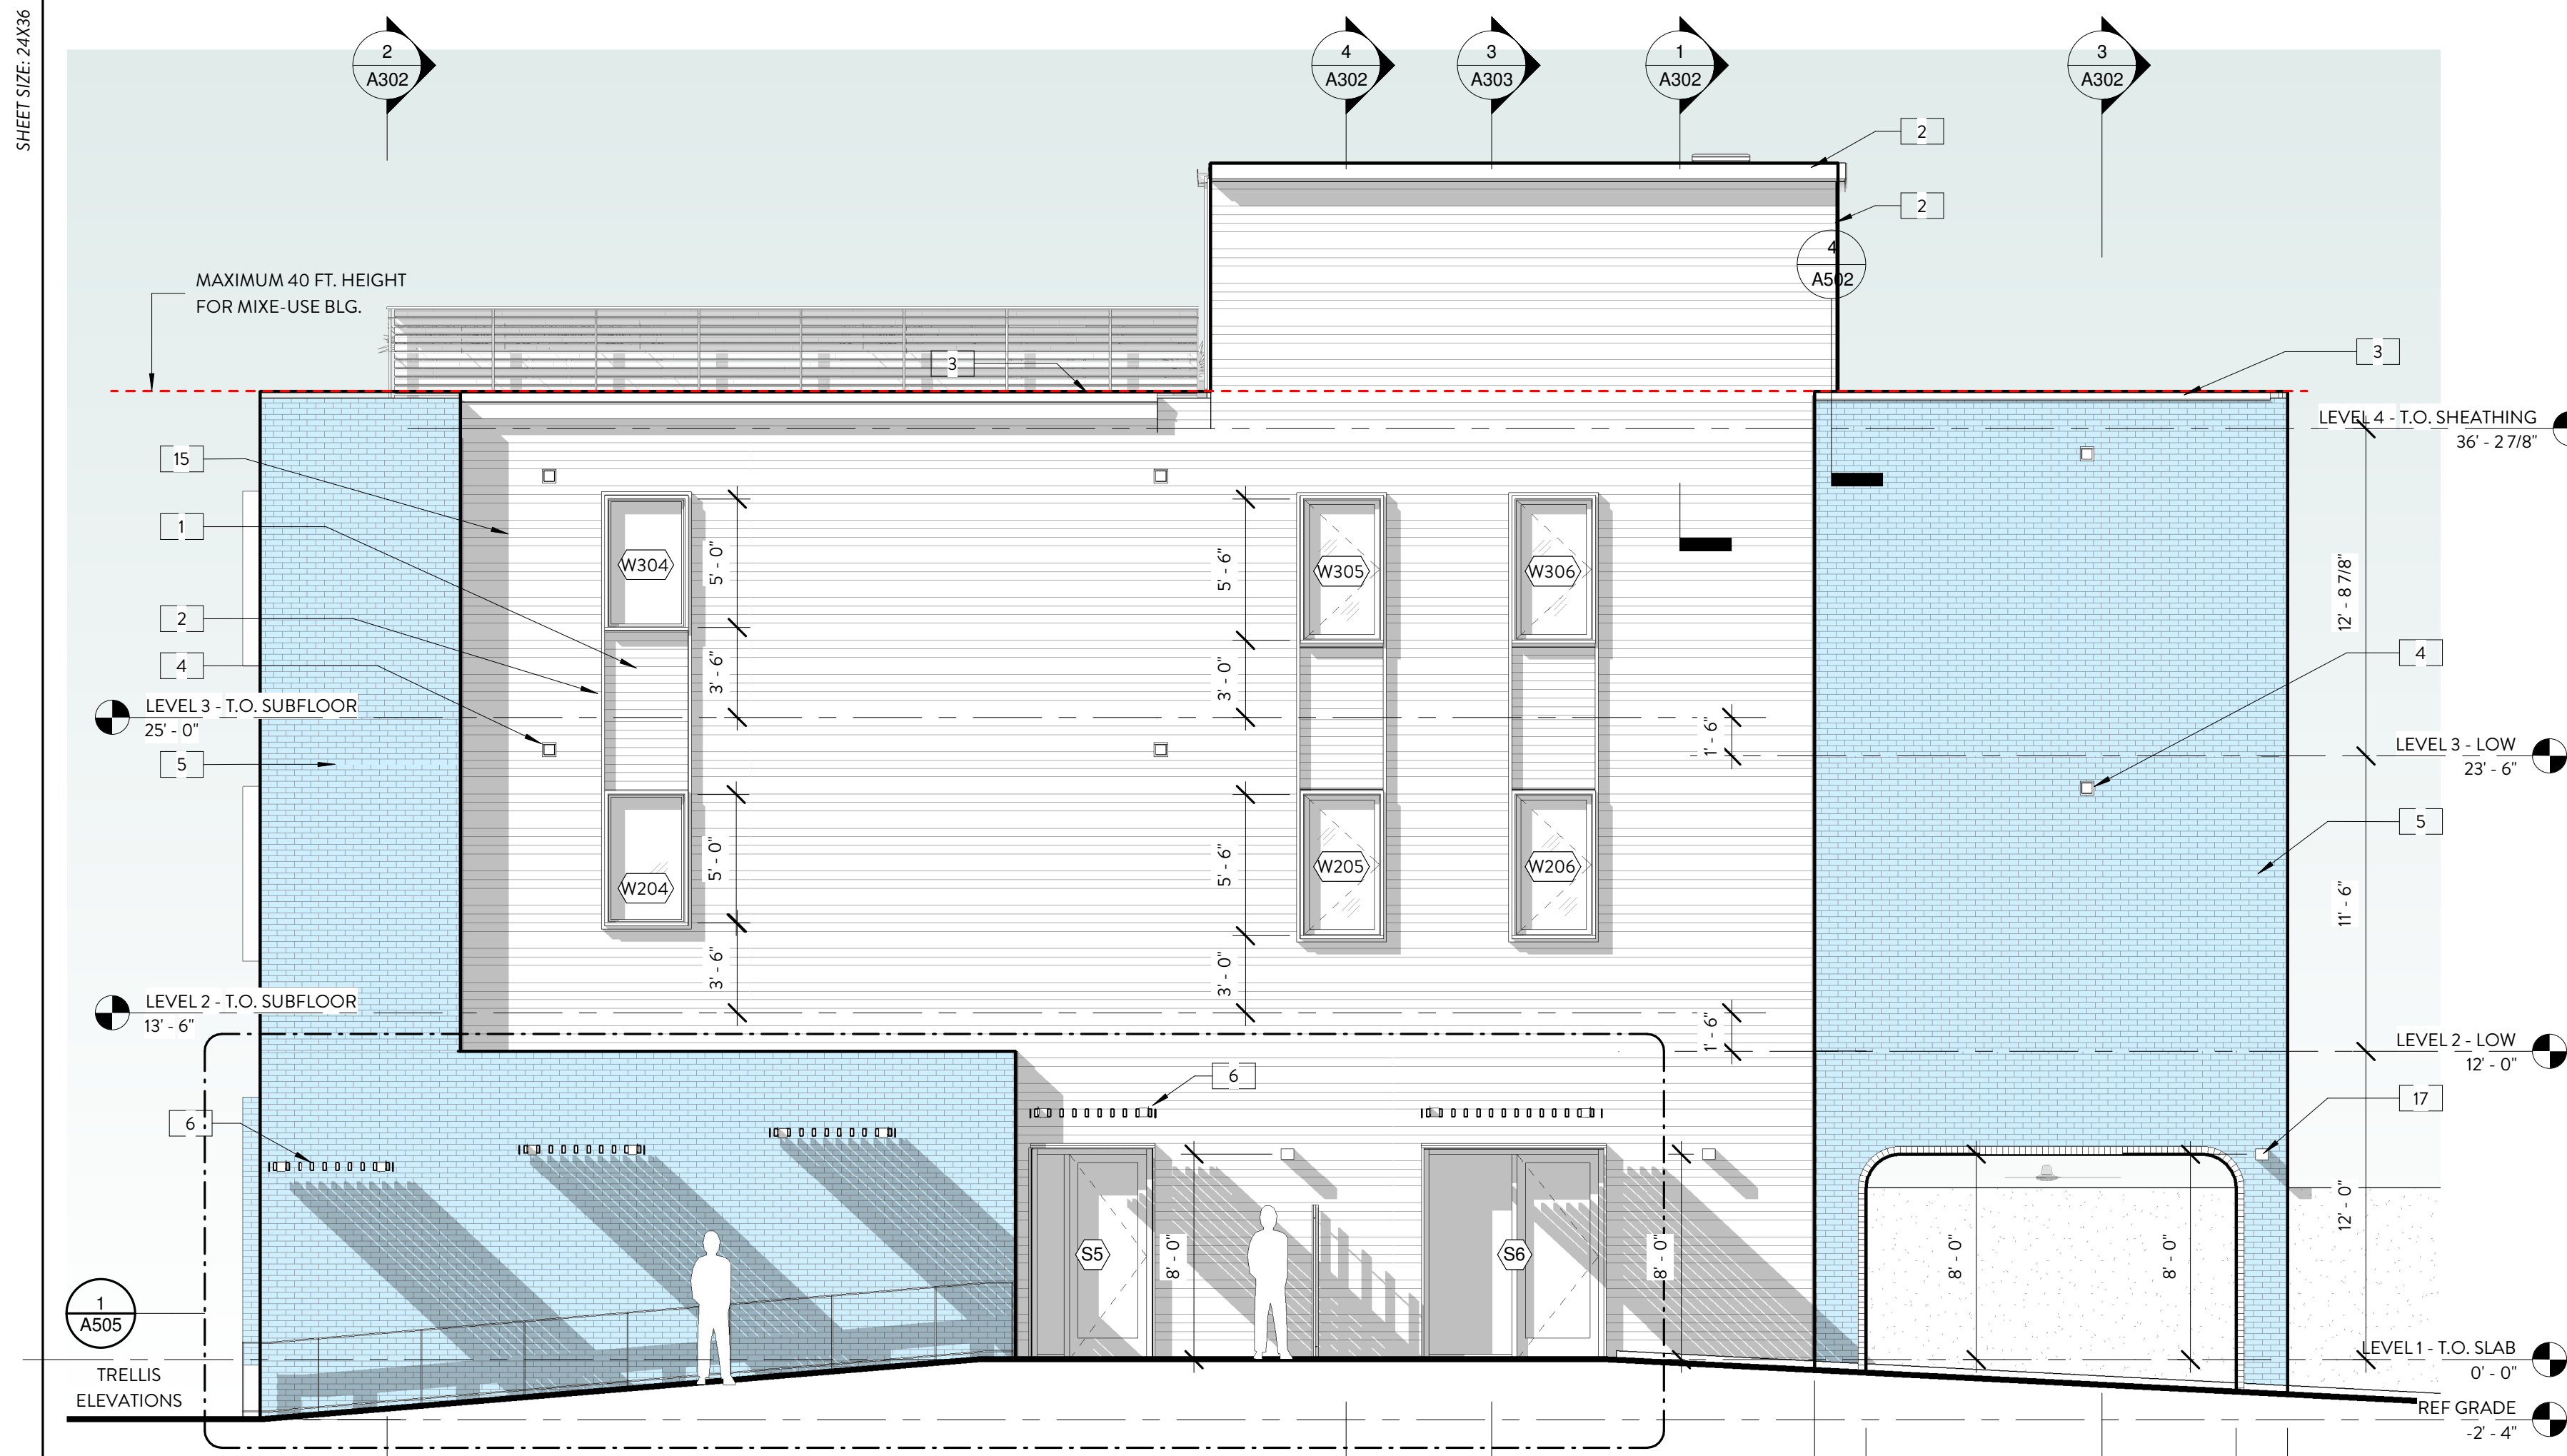 SHEET SIZE: 24X36
2
A302
4
A302
3
A303
1
A302
3
A302
2
2
4
A502
MAXIMUM 40 FT. HEIGHT
FOR MIXE-USE BLG.
3
3
LEVEL 4 - T.O. SHEATHING
36' - 2 7/8"
15
1
2
4
LEVEL 3 - T.O. SUBFLOOR
25' - 0"
5
W304
5' - 0"
3' - 6"
W204
5' - 0"
3' - 6"
5' - 6"
3' - 0"
5' - 6"
3' - 0"
W305
W306
W205
W206
1' - 6"
1' - 6"
12' - 8 7/8"
4
LEVEL 3 - LOW
23' - 6"
5
11' - 6"
LEVEL 2 - T.O. SUBFLOOR
13' - 6"
LEVEL 2 - LOW
12' - 0"
6
6
17
S5
8' - 0"
S6
8' - 0"
8' - 0"
8' - 0"
12' - 0"
1
A505
TRELLIS
ELEVATIONS
LEVEL 1 - T.O. SLAB
0' - 0"
REF GRADE
-2' - 4"